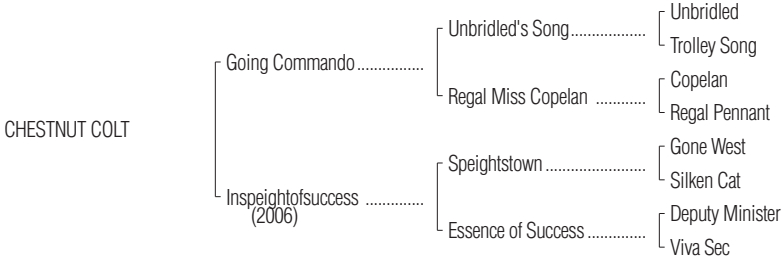 Unbridled
Unbridled's Song..................
Trolley Song
Going Commando................
Copelan
Regal Miss Copelan ............
Regal Pennant
CHESTNUT COLT
Gone West
Speightstown........................
Silken Cat
Inspeightofsuccess ..............
(2006)
Deputy Minister
Essence of Success..............
Viva Sec